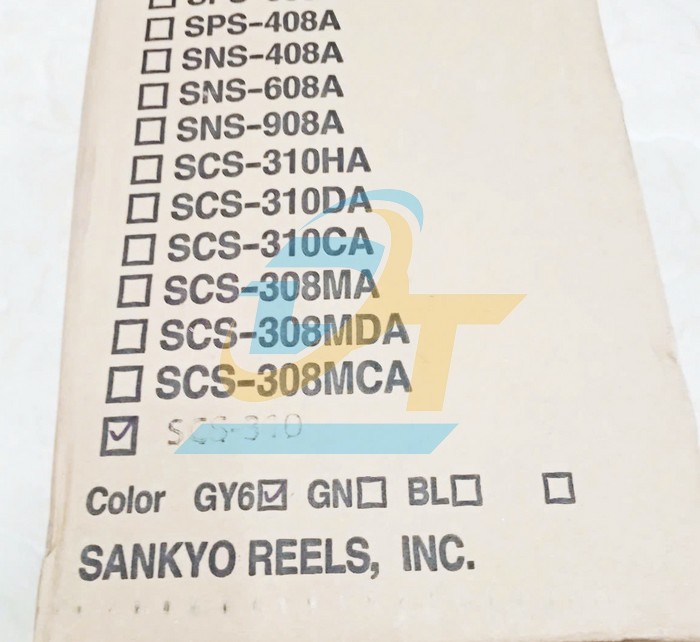 ☐ SPS-408A
☐ SNS-408A
☐ SNS-608A
☐ SNS-908A
☐ SCS-310HA
☐ SCS-310DA
☐ SCS-310CA
☐ SCS-308MA
☐ SCS-308MDA
☐ SCS-308MCA
☑ SCS-310
Color GY6☑ GN☐ BL☐ ☐
SANKYO REELS, INC.
DT